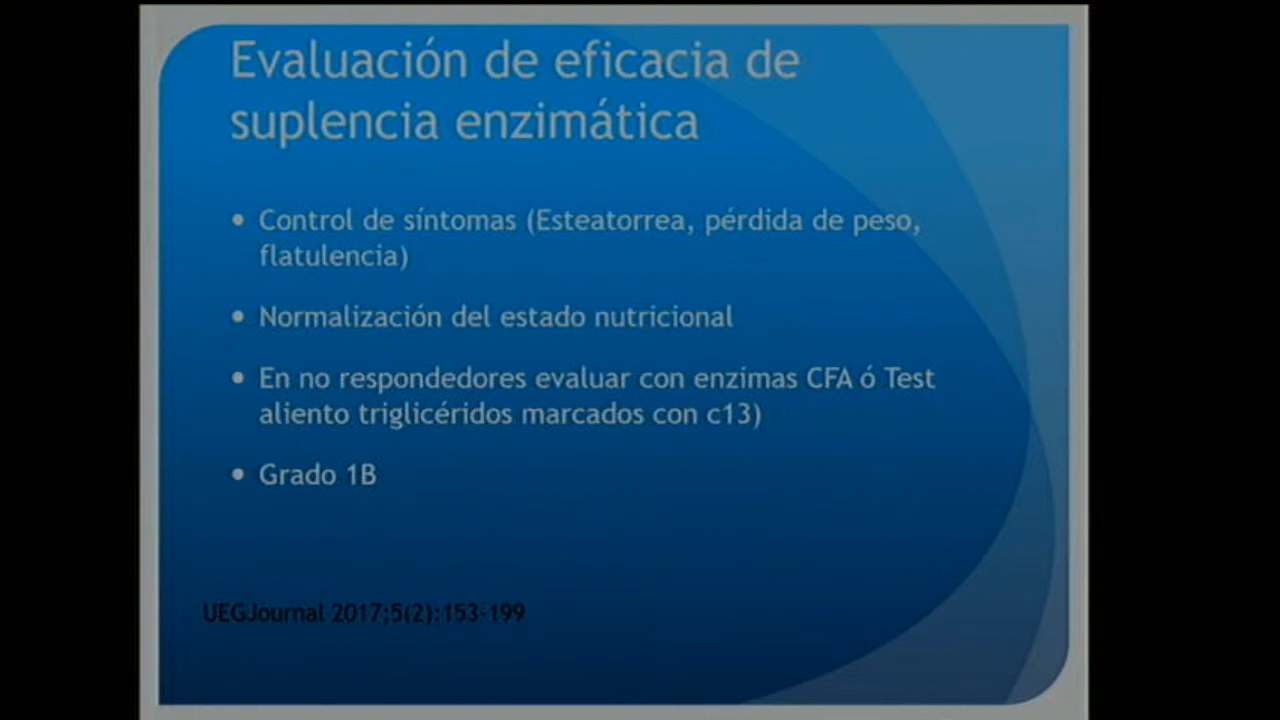 Evaluación de eficacia de
suplencia enzimática
• Control de síntomas (Esteatorrea, pérdida de peso,
flatulencia)
• Normalización del estado nutricional
• En no respondedores evaluar con enzimas CFA ó Test
aliento triglicéridos marcados con c13)
• Grado 1B
UEGJournal 2017;5(2):153-199